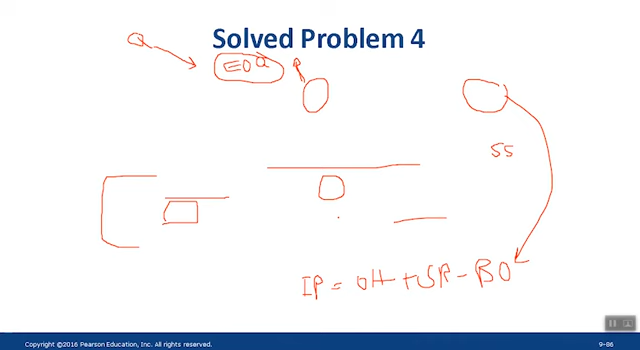 Solved Problem 4
Q
EOQ
R
SS
IP = OH + SR - BO
Copyright ©2016 Pearson Education, Inc. All rights reserved.
9-86